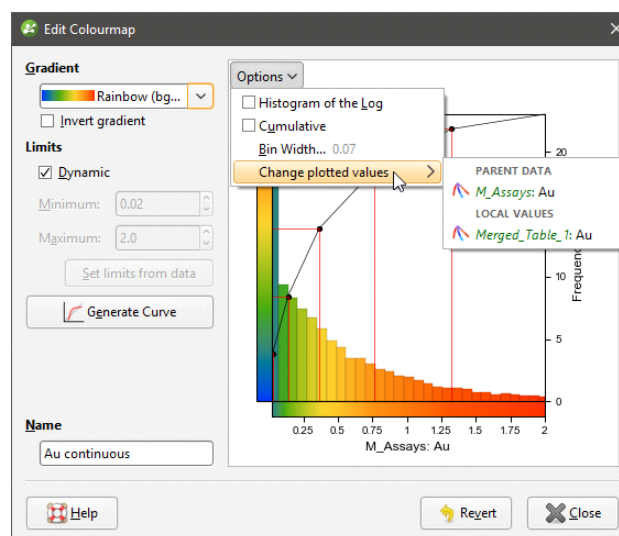 Edit Colourmap
Gradient
Rainbow (bg...
Invert gradient
Limits
Dynamic
Minimum: 0.02
Maximum: 2.0
Set limits from data
Generate Curve
Name
Au continuous
Options
Histogram of the Log
Cumulative
Bin Width... 0.07
Change plotted values
PARENT DATA
M_Assays: Au
LOCAL VALUES
Merged_Table_1: Au
20
10
5
0
0.25 0.5 0.75 1 1.25 1.5 1.75 2
M_Assays: Au
Help
Revert
Close